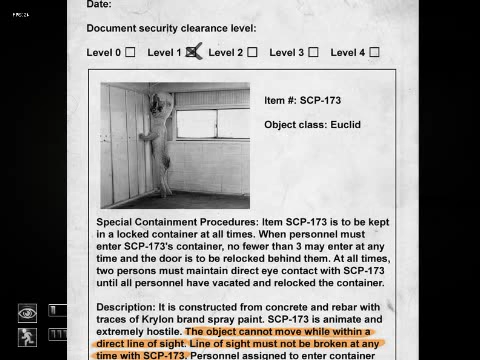 FPS: 21
Date:
Document security clearance level:
Level 0 Level 1 Level 2 Level 3 Level 4
Item #: SCP-173
Object class: Euclid
Special Containment Procedures: Item SCP-173 is to be kept
in a locked container at all times. When personnel must
enter SCP-173's container, no fewer than 3 may enter at any
time and the door is to be relocked behind them. At all times,
two persons must maintain direct eye contact with SCP-173
until all personnel have vacated and relocked the container.
Description: It is constructed from concrete and rebar with
traces of Krylon brand spray paint. SCP-173 is animate and
extremely hostile. The object cannot move while within a
direct line of sight. Line of sight must not be broken at any
time with SCP-173. Personnel assigned to enter container